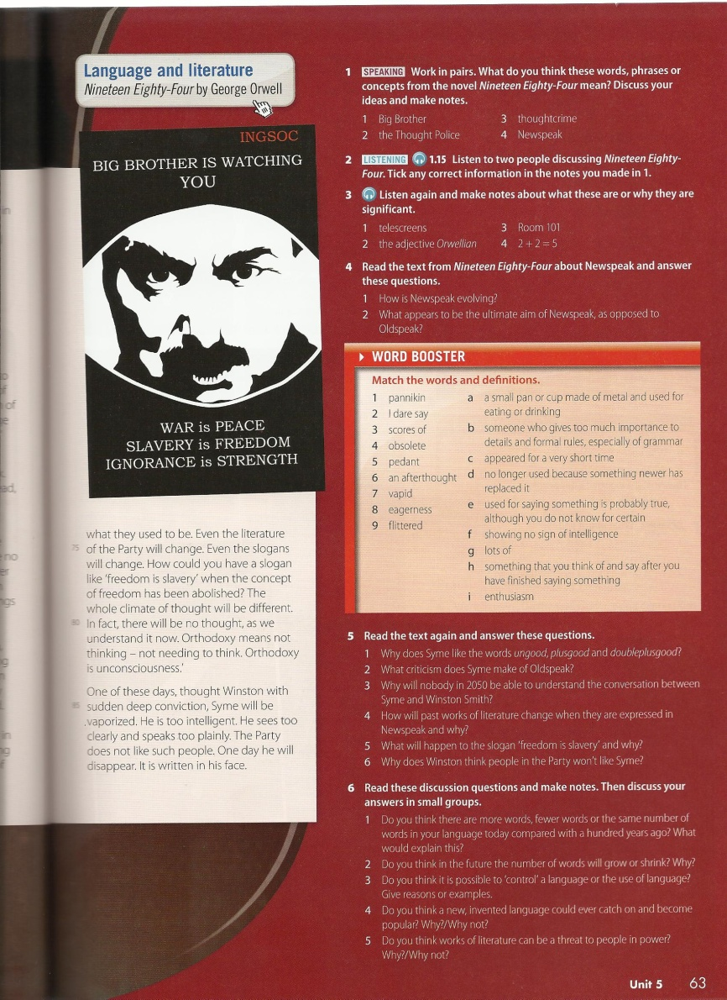 Language and literature
Nineteen Eighty-Four by George Orwell
INGSOC
BIG BROTHER IS WATCHING
YOU
WAR is PEACE
SLAVERY is FREEDOM
IGNORANCE is STRENGTH
what they used to be. Even the literature
75 of the Party will change. Even the slogans
will change. How could you have a slogan
like 'freedom is slavery' when the concept
of freedom has been abolished? The
whole climate of thought will be different.
80 In fact, there will be no thought, as we
understand it now. Orthodoxy means not
thinking – not needing to think. Orthodoxy
is unconsciousness.'
One of these days, thought Winston with
85 sudden deep conviction, Syme will be
vaporized. He is too intelligent. He sees too
clearly and speaks too plainly. The Party
does not like such people. One day he will
disappear. It is written in his face.
1 SPEAKING Work in pairs. What do you think these words, phrases or
concepts from the novel Nineteen Eighty-Four mean? Discuss your
ideas and make notes.
1 Big Brother 3 thoughtcrime
2 the Thought Police 4 Newspeak
2 LISTENING 1.15 Listen to two people discussing Nineteen Eighty-
Four. Tick any correct information in the notes you made in 1.
3 Listen again and make notes about what these are or why they are
significant.
1 telescreens 3 Room 101
2 the adjective Orwellian 4 2 + 2 = 5
4 Read the text from Nineteen Eighty-Four about Newspeak and answer
these questions.
1 How is Newspeak evolving?
2 What appears to be the ultimate aim of Newspeak, as opposed to
Oldspeak?
WORD BOOSTER
Match the words and definitions.
1 pannikin
2 I dare say
3 scores of
4 obsolete
5 pedant
6 an afterthought
7 vapid
8 eagerness
9 flittered
a a small pan or cup made of metal and used for
eating or drinking
b someone who gives too much importance to
details and formal rules, especially of grammar
c appeared for a very short time
d no longer used because something newer has
replaced it
e used for saying something is probably true,
although you do not know for certain
f showing no sign of intelligence
g lots of
h something that you think of and say after you
have finished saying something
i enthusiasm
5 Read the text again and answer these questions.
1 Why does Syme like the words ungood, plusgood and doubleplusgood?
2 What criticism does Syme make of Oldspeak?
3 Why will nobody in 2050 be able to understand the conversation between
Syme and Winston Smith?
4 How will past works of literature change when they are expressed in
Newspeak and why?
5 What will happen to the slogan 'freedom is slavery' and why?
6 Why does Winston think people in the Party won't like Syme?
6 Read these discussion questions and make notes. Then discuss your
answers in small groups.
1 Do you think there are more words, fewer words or the same number of
words in your language today compared with a hundred years ago? What
would explain this?
2 Do you think in the future the number of words will grow or shrink? Why?
3 Do you think it is possible to 'control' a language or the use of language?
Give reasons or examples.
4 Do you think a new, invented language could ever catch on and become
popular? Why?/Why not?
5 Do you think works of literature can be a threat to people in power?
Why?/Why not?
Unit 5 63